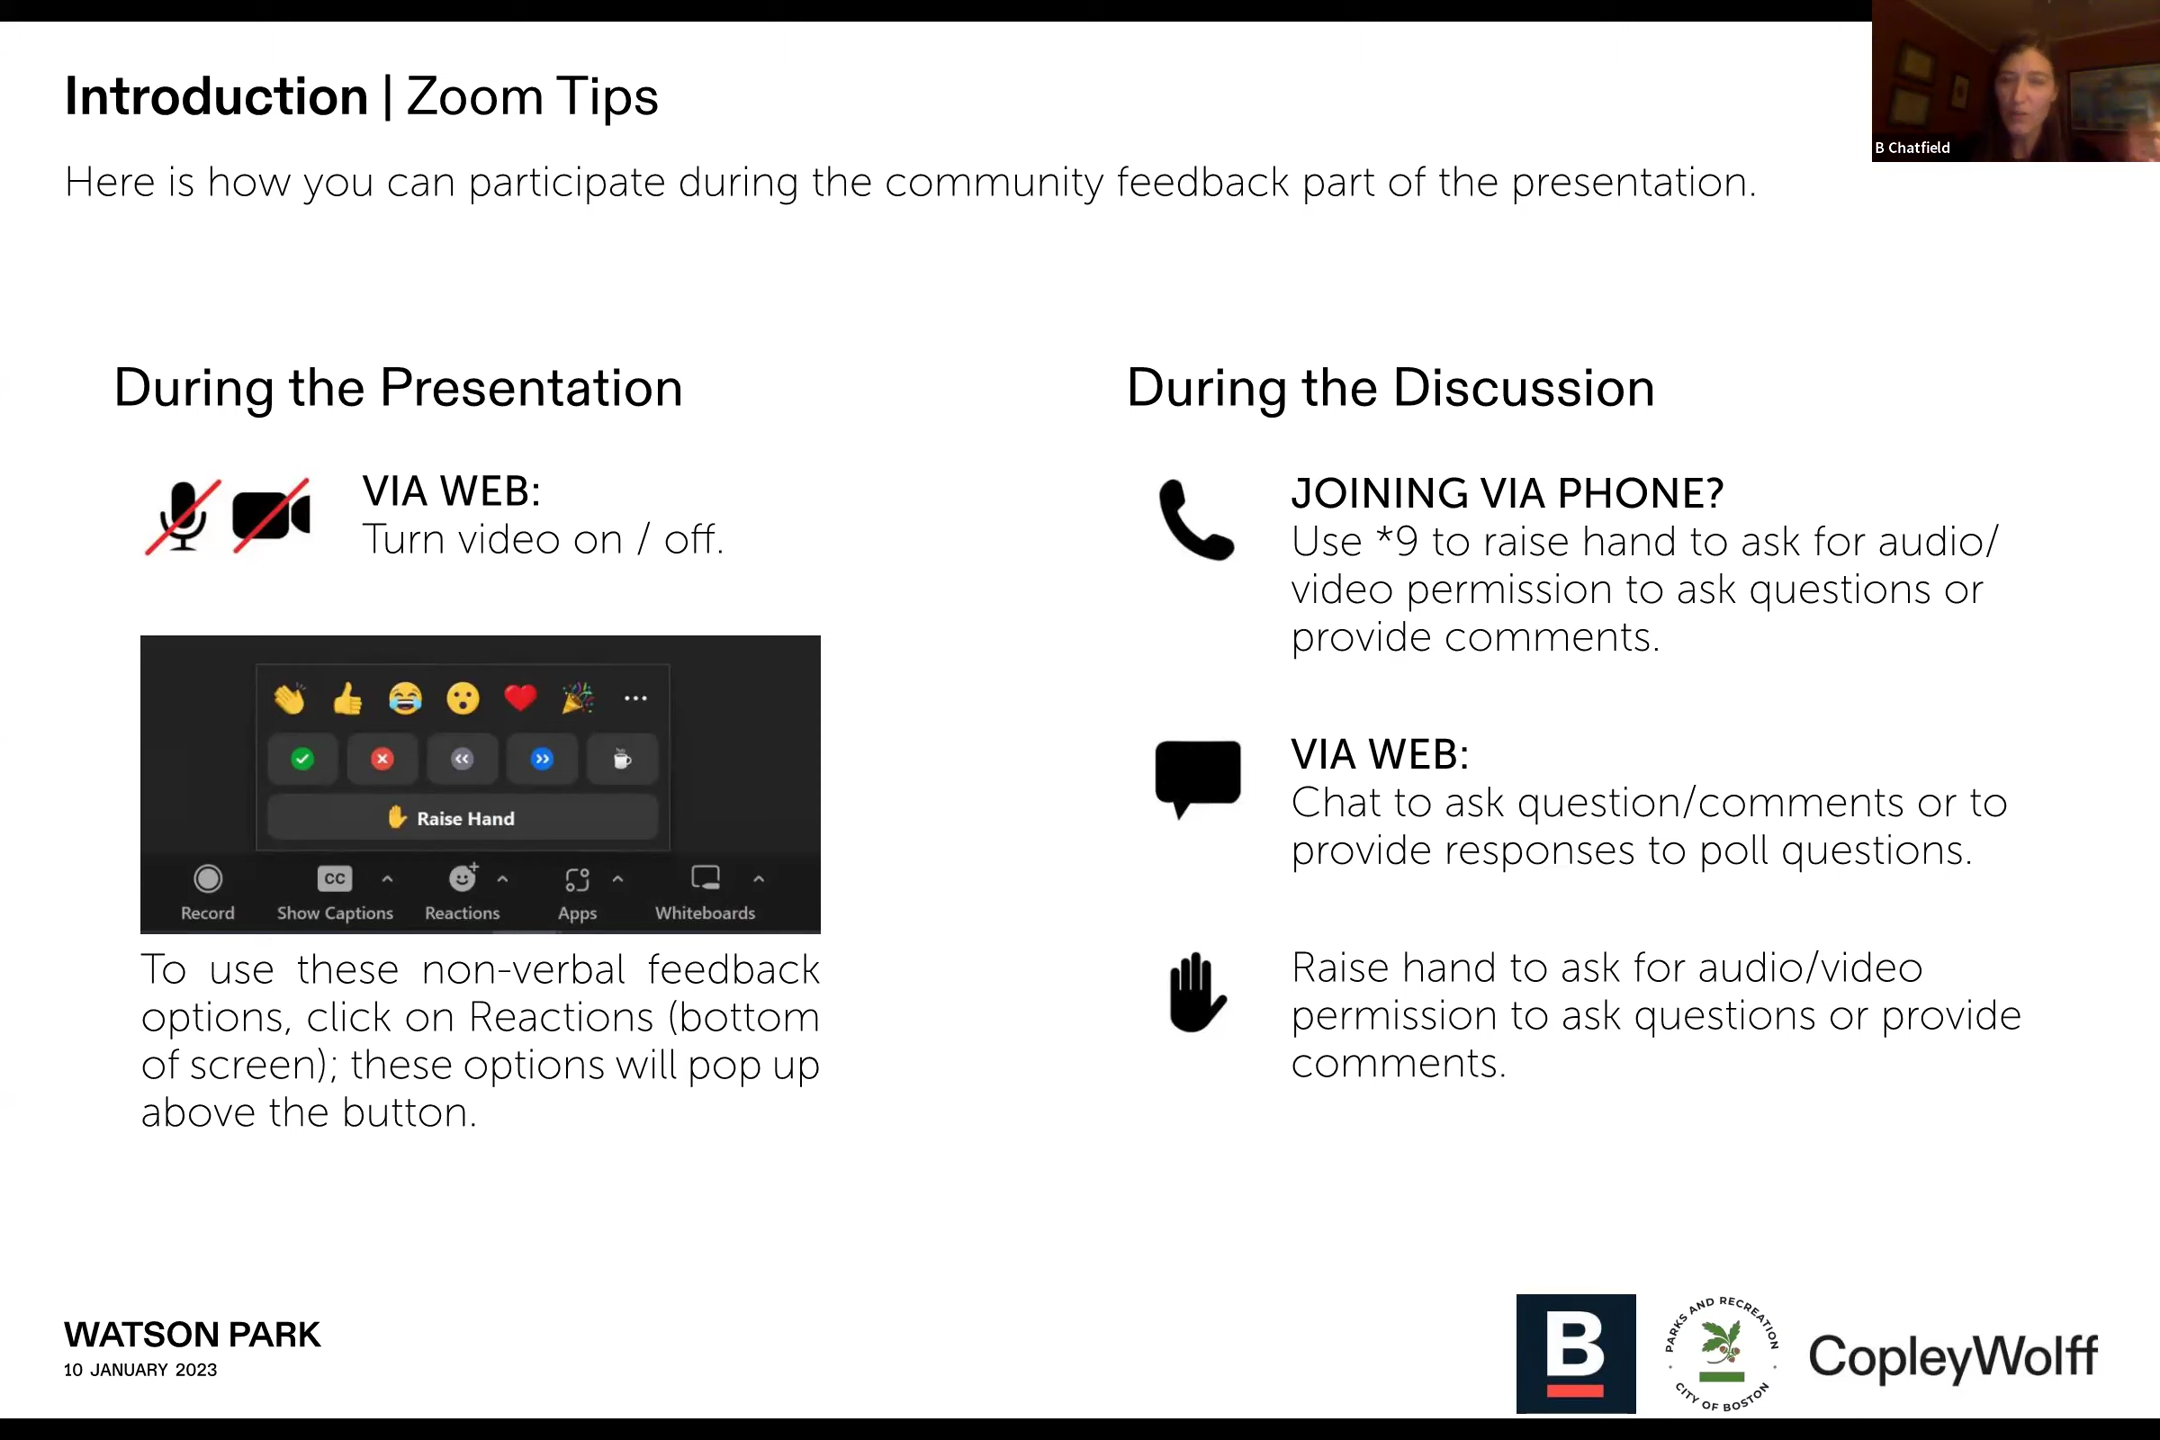 Introduction | Zoom Tips
B Chatfield
Here is how you can participate during the community feedback part of the presentation.
During the Presentation
VIA WEB:
Turn video on / off.
Raise Hand
Record
CC
Show Captions
Reactions
Apps
Whiteboards
To use these non-verbal feedback
options, click on Reactions (bottom
of screen); these options will pop up
above the button.
During the Discussion
JOINING VIA PHONE?
Use *9 to raise hand to ask for audio/
video permission to ask questions or
provide comments.
VIA WEB:
Chat to ask question/comments or to
provide responses to poll questions.
Raise hand to ask for audio/video
permission to ask questions or provide
comments.
WATSON PARK
10 JANUARY 2023
B
PARKS AND RECREATION
CITY OF BOSTON
CopleyWolff